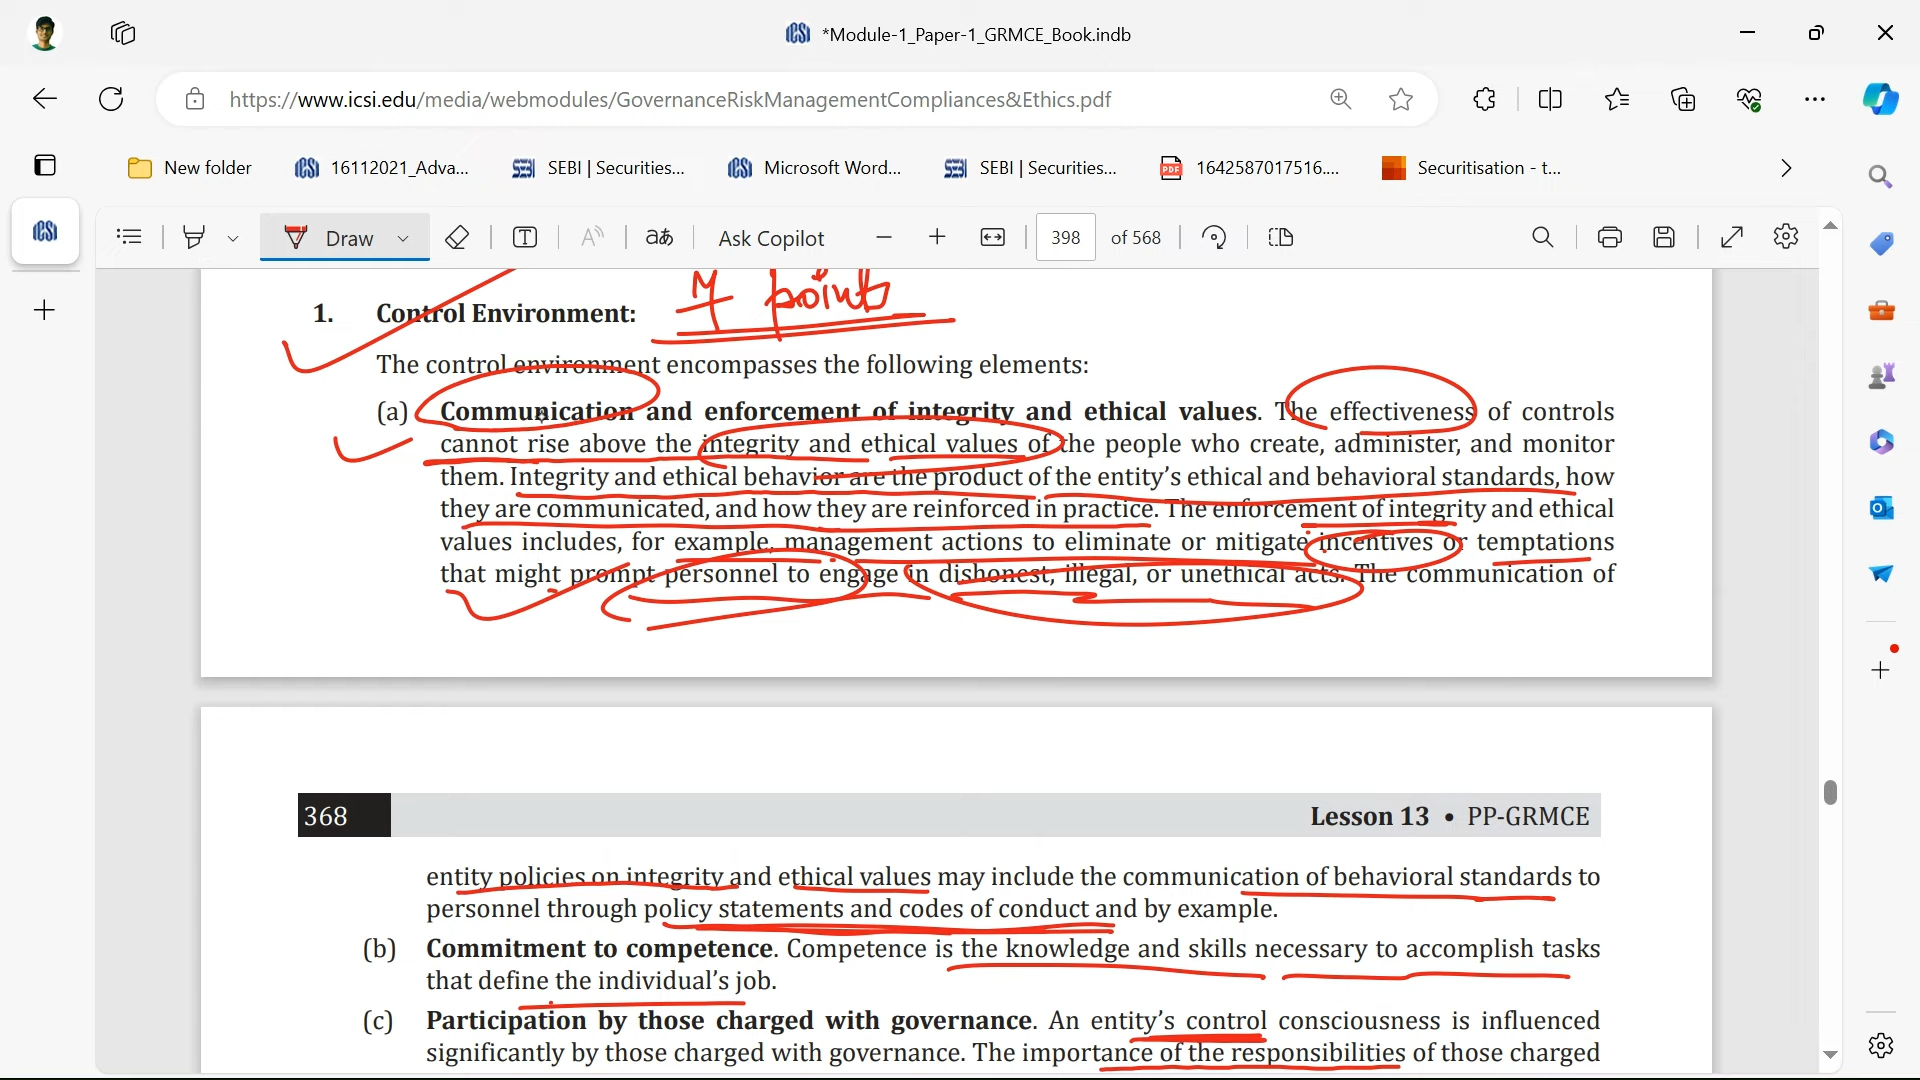 *Module-1_Paper-1_GRMCE_Book.indb
https://www.icsi.edu/media/webmodules/GovernanceRiskManagementCompliances&Ethics.pdf
New folder
16112021_Adva...
SEBI | Securities...
Microsoft Word...
SEBI | Securities...
1642587017516....
Securitisation - t...
Draw
Ask Copilot
398
of 568
7 points
1. Control Environment:
The control environment encompasses the following elements:
(a) Communication and enforcement of integrity and ethical values. The effectiveness of controls
cannot rise above the integrity and ethical values of the people who create, administer, and monitor
them. Integrity and ethical behavior are the product of the entity's ethical and behavioral standards, how
they are communicated, and how they are reinforced in practice. The enforcement of integrity and ethical
values includes, for example, management actions to eliminate or mitigate incentives or temptations
that might prompt personnel to engage in dishonest, illegal, or unethical acts. The communication of
368
Lesson 13 • PP-GRMCE
entity policies on integrity and ethical values may include the communication of behavioral standards to
personnel through policy statements and codes of conduct and by example.
(b) Commitment to competence. Competence is the knowledge and skills necessary to accomplish tasks
that define the individual's job.
(c) Participation by those charged with governance. An entity's control consciousness is influenced
significantly by those charged with governance. The importance of the responsibilities of those charged